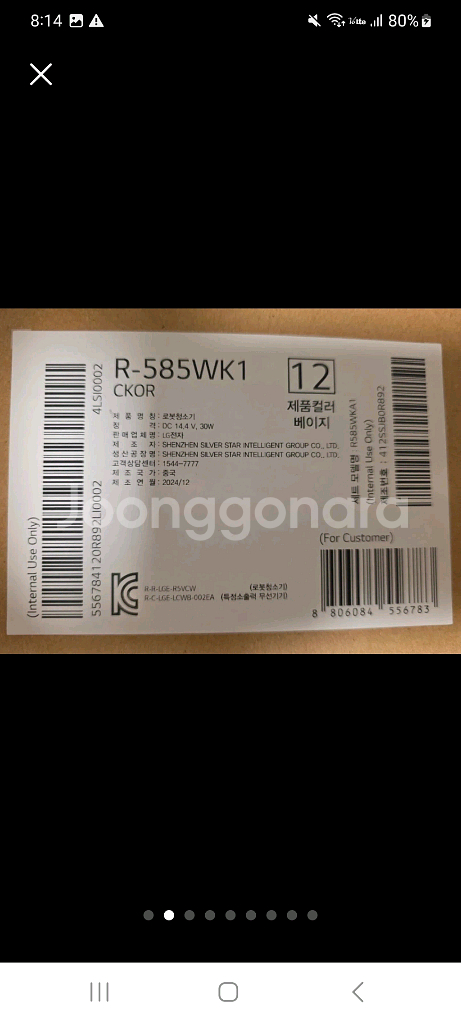 8:14
80%
R-585WK1
CKOR
12
제품컬러
베이지
제 품 명 칭 : 로봇청소기
정 격 : DC 14.4 V, 30W
판 매 업 체 명 : LG전자
제 조 자 : SHENZHEN SILVER STAR INTELLIGENT GROUP CO., LTD.
생 산 공 장 명 : SHENZHEN SILVER STAR INTELLIGENT GROUP CO., LTD.
고객상담센터 : 1544-7777
제 조 국 가 : 중국
제 조 연 월 : 2024/12
(Internal Use Only)
556784120R892LI0002
4LSI0002
세트 모델명 : R585WKA1
(Internal Use Only)
제조번호 : 412SSJB0R892
Joonggonara
(For Customer)
8 806084 556783
R-R-LGE-R5VCW (로봇청소기)
R-C-LGE-LCWB-002EA (특정소출력 무선기기)